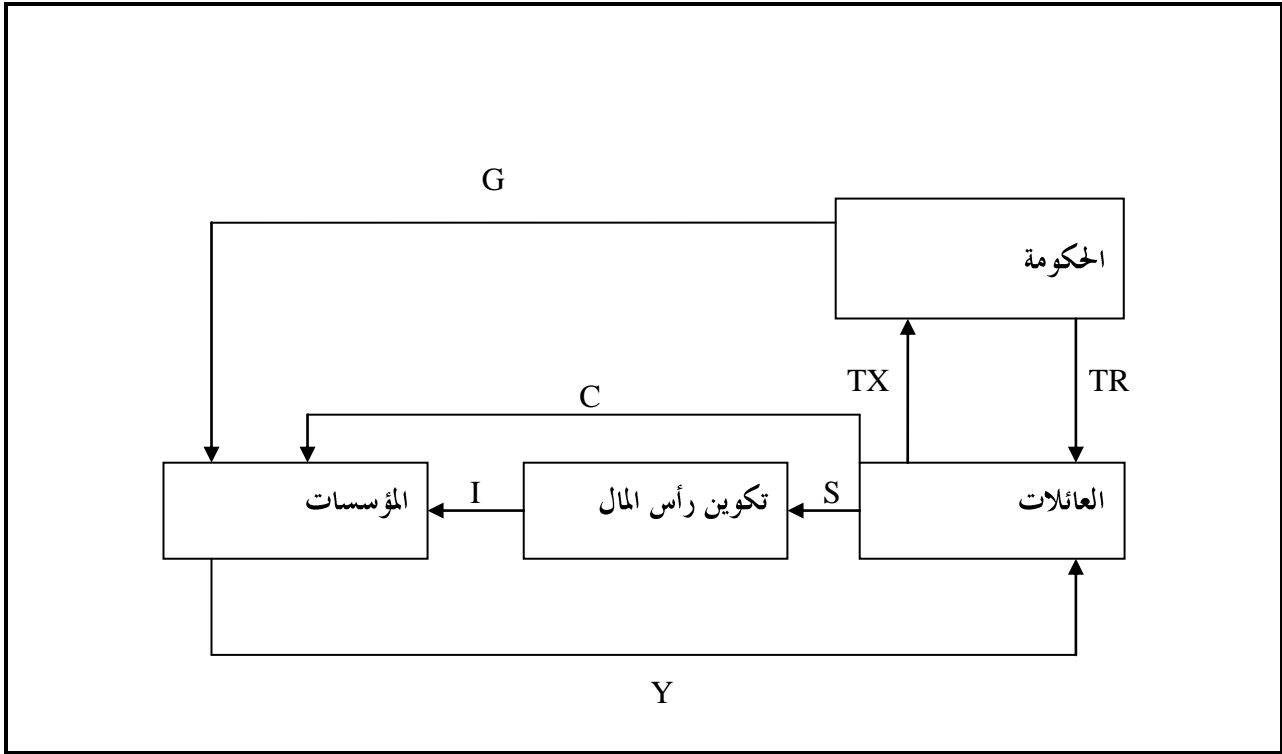 G
الحكومة
TX
TR
C
المؤسسات
I
تكوين رأس المال
S
العائلات
Y